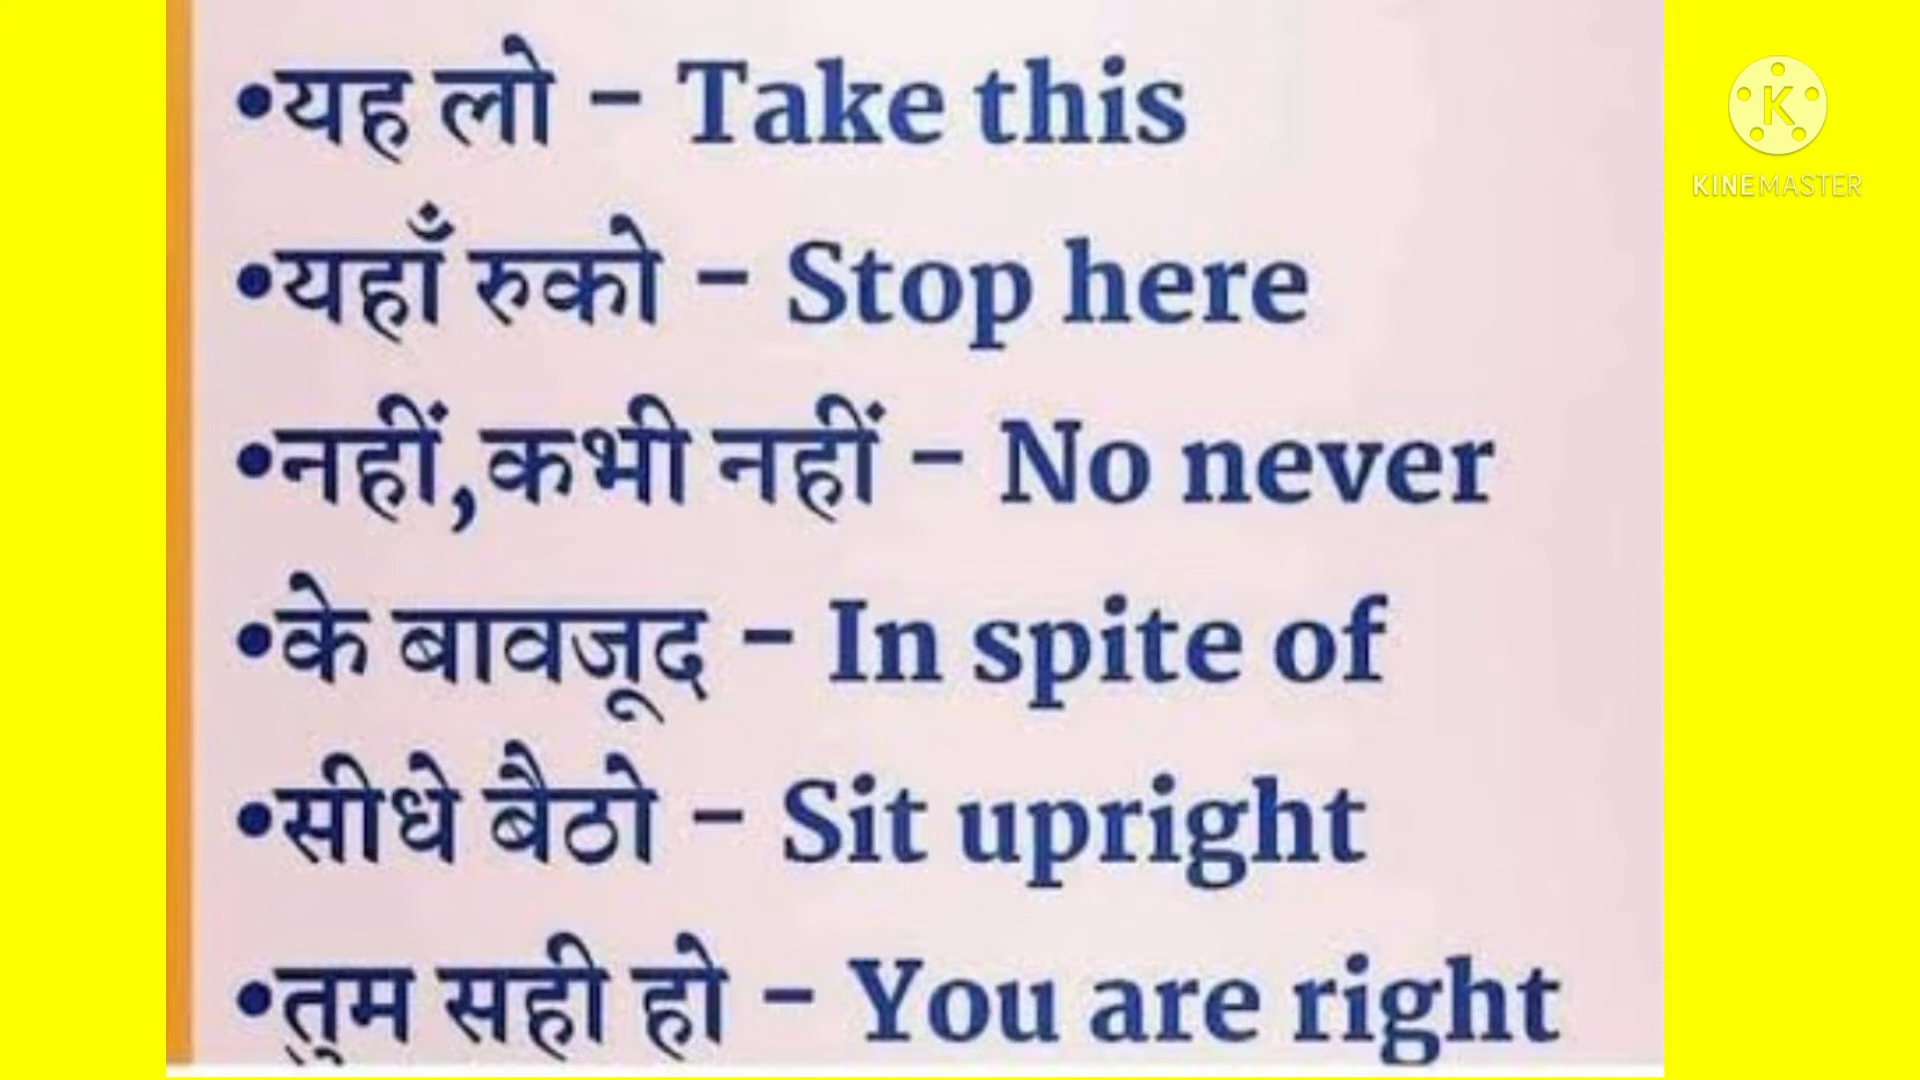 •यह लो - Take this
•यहाँ रुको - Stop here
•नहीं,कभी नहीं - No never
•के बावजूद - In spite of
•सीधे बैठो - Sit upright
•तुम सही हो - You are right
K
KINEMASTER